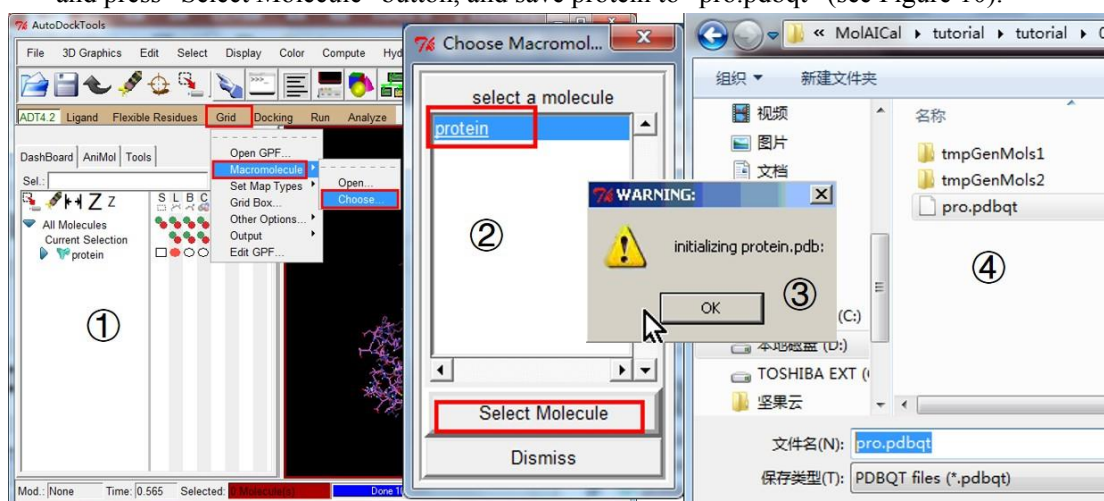 and press "Select Molecule" button, and save protein to "pro.pdbqt" (see Figure 10).
AutoDockTools
File 3D Graphics Edit Select Display Color Compute
ADT4.2 Ligand Flexible Residues Grid Docking Run Analyze
DashBoard AniMol Tools
Sel.:
Z Z S L B C
All Molecules
Current Selection
protein
Open GPF...
Macromolecule
Set Map Types
Grid Box...
Other Options...
Output
Edit GPF...
Open...
Choose...
①
Mod.: None Time: 0.565 Selected: 0 Molecule(s)
Choose Macromol...
select a molecule
protein
②
Select Molecule
Dismiss
WARNING:
initializing protein.pdb:
OK
③
« MolAICal tutorial tutorial
组织 新建文件夹
视频
图片
文档
(C:)
本地磁盘 (D:)
TOSHIBA EXT
坚果云
名称
tmpGenMols1
tmpGenMols2
pro.pdbqt
④
文件名(N): pro.pdbqt
保存类型(T): PDBQT files (*.pdbqt)